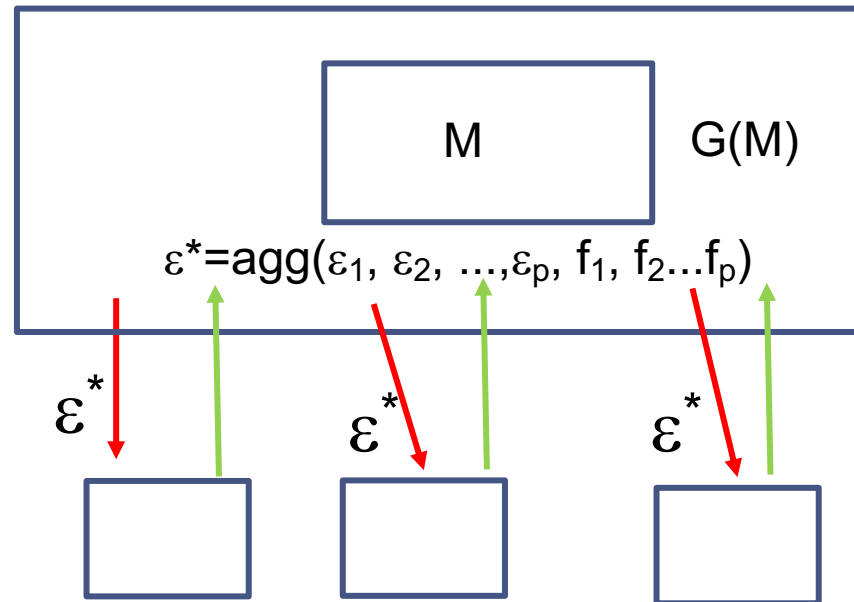 M
G(M)
ε*=agg(ε₁, ε₂, ...,εₚ, f₁, f₂...fₚ)
ε*
ε*
ε*